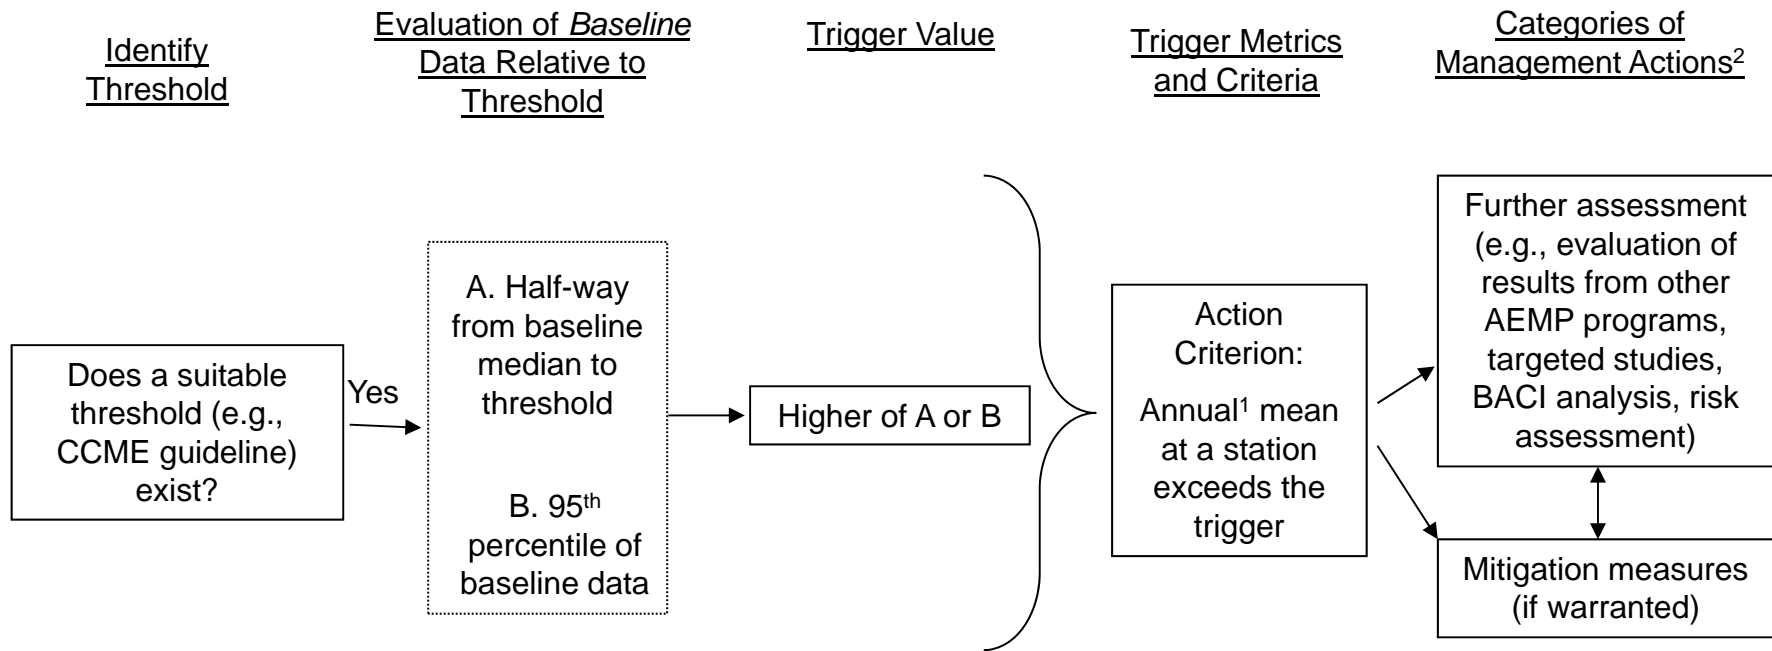 Identify
Threshold
Evaluation of Baseline
Data Relative to
Threshold
Trigger Value
Trigger Metrics
and Criteria
Categories of
Management Actions²
Does a suitable
threshold (e.g.,
CCME guideline)
exist?
Yes
A. Half-way
from baseline
median to
threshold
B. 95th
percentile of
baseline data
Higher of A or B
Action
Criterion:
Annual¹ mean
at a station
exceeds the
trigger
Further assessment
(e.g., evaluation of
results from other
AEMP programs,
targeted studies,
BACI analysis, risk
assessment)
Mitigation measures
(if warranted)